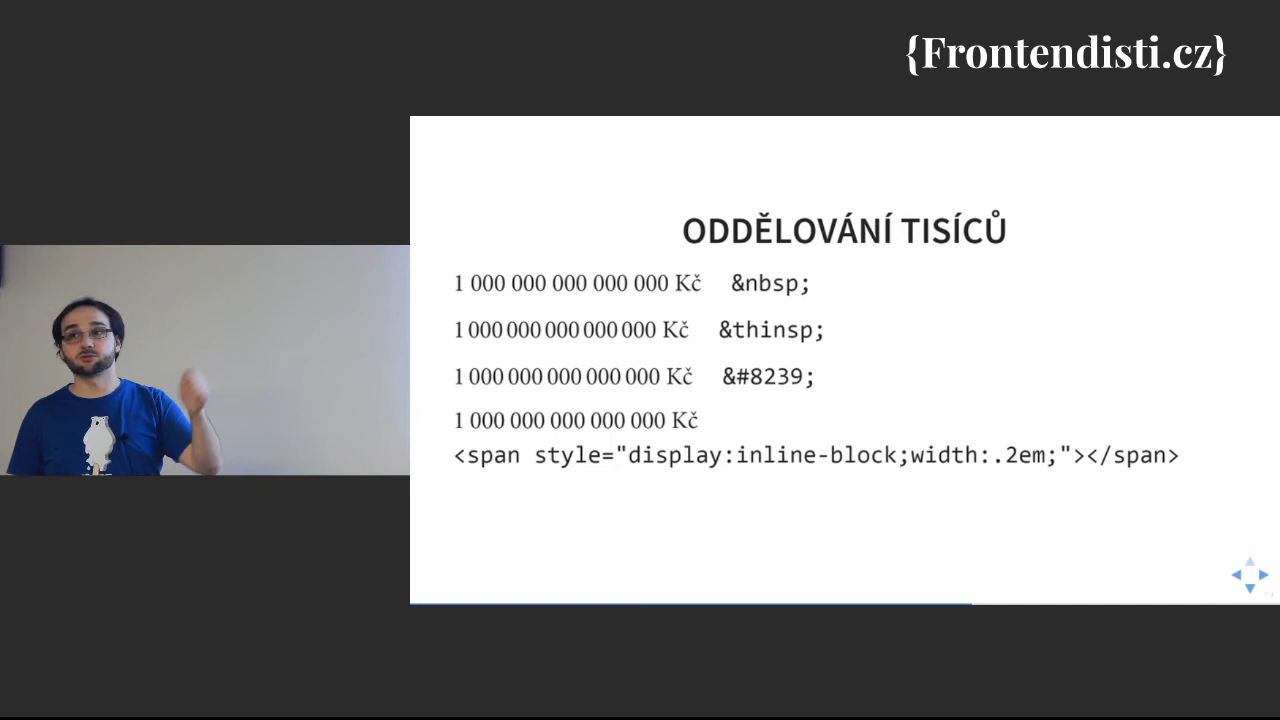 {Frontendisti.cz}
ODDĚLOVÁNÍ TISÍCŮ
1 000 000 000 000 000 Kč &nbsp;
1 000 000 000 000 000 Kč &thinsp;
1 000 000 000 000 000 Kč &#8239;
1 000 000 000 000 000 Kč
<span style="display:inline-block;width:.2em;"></span>